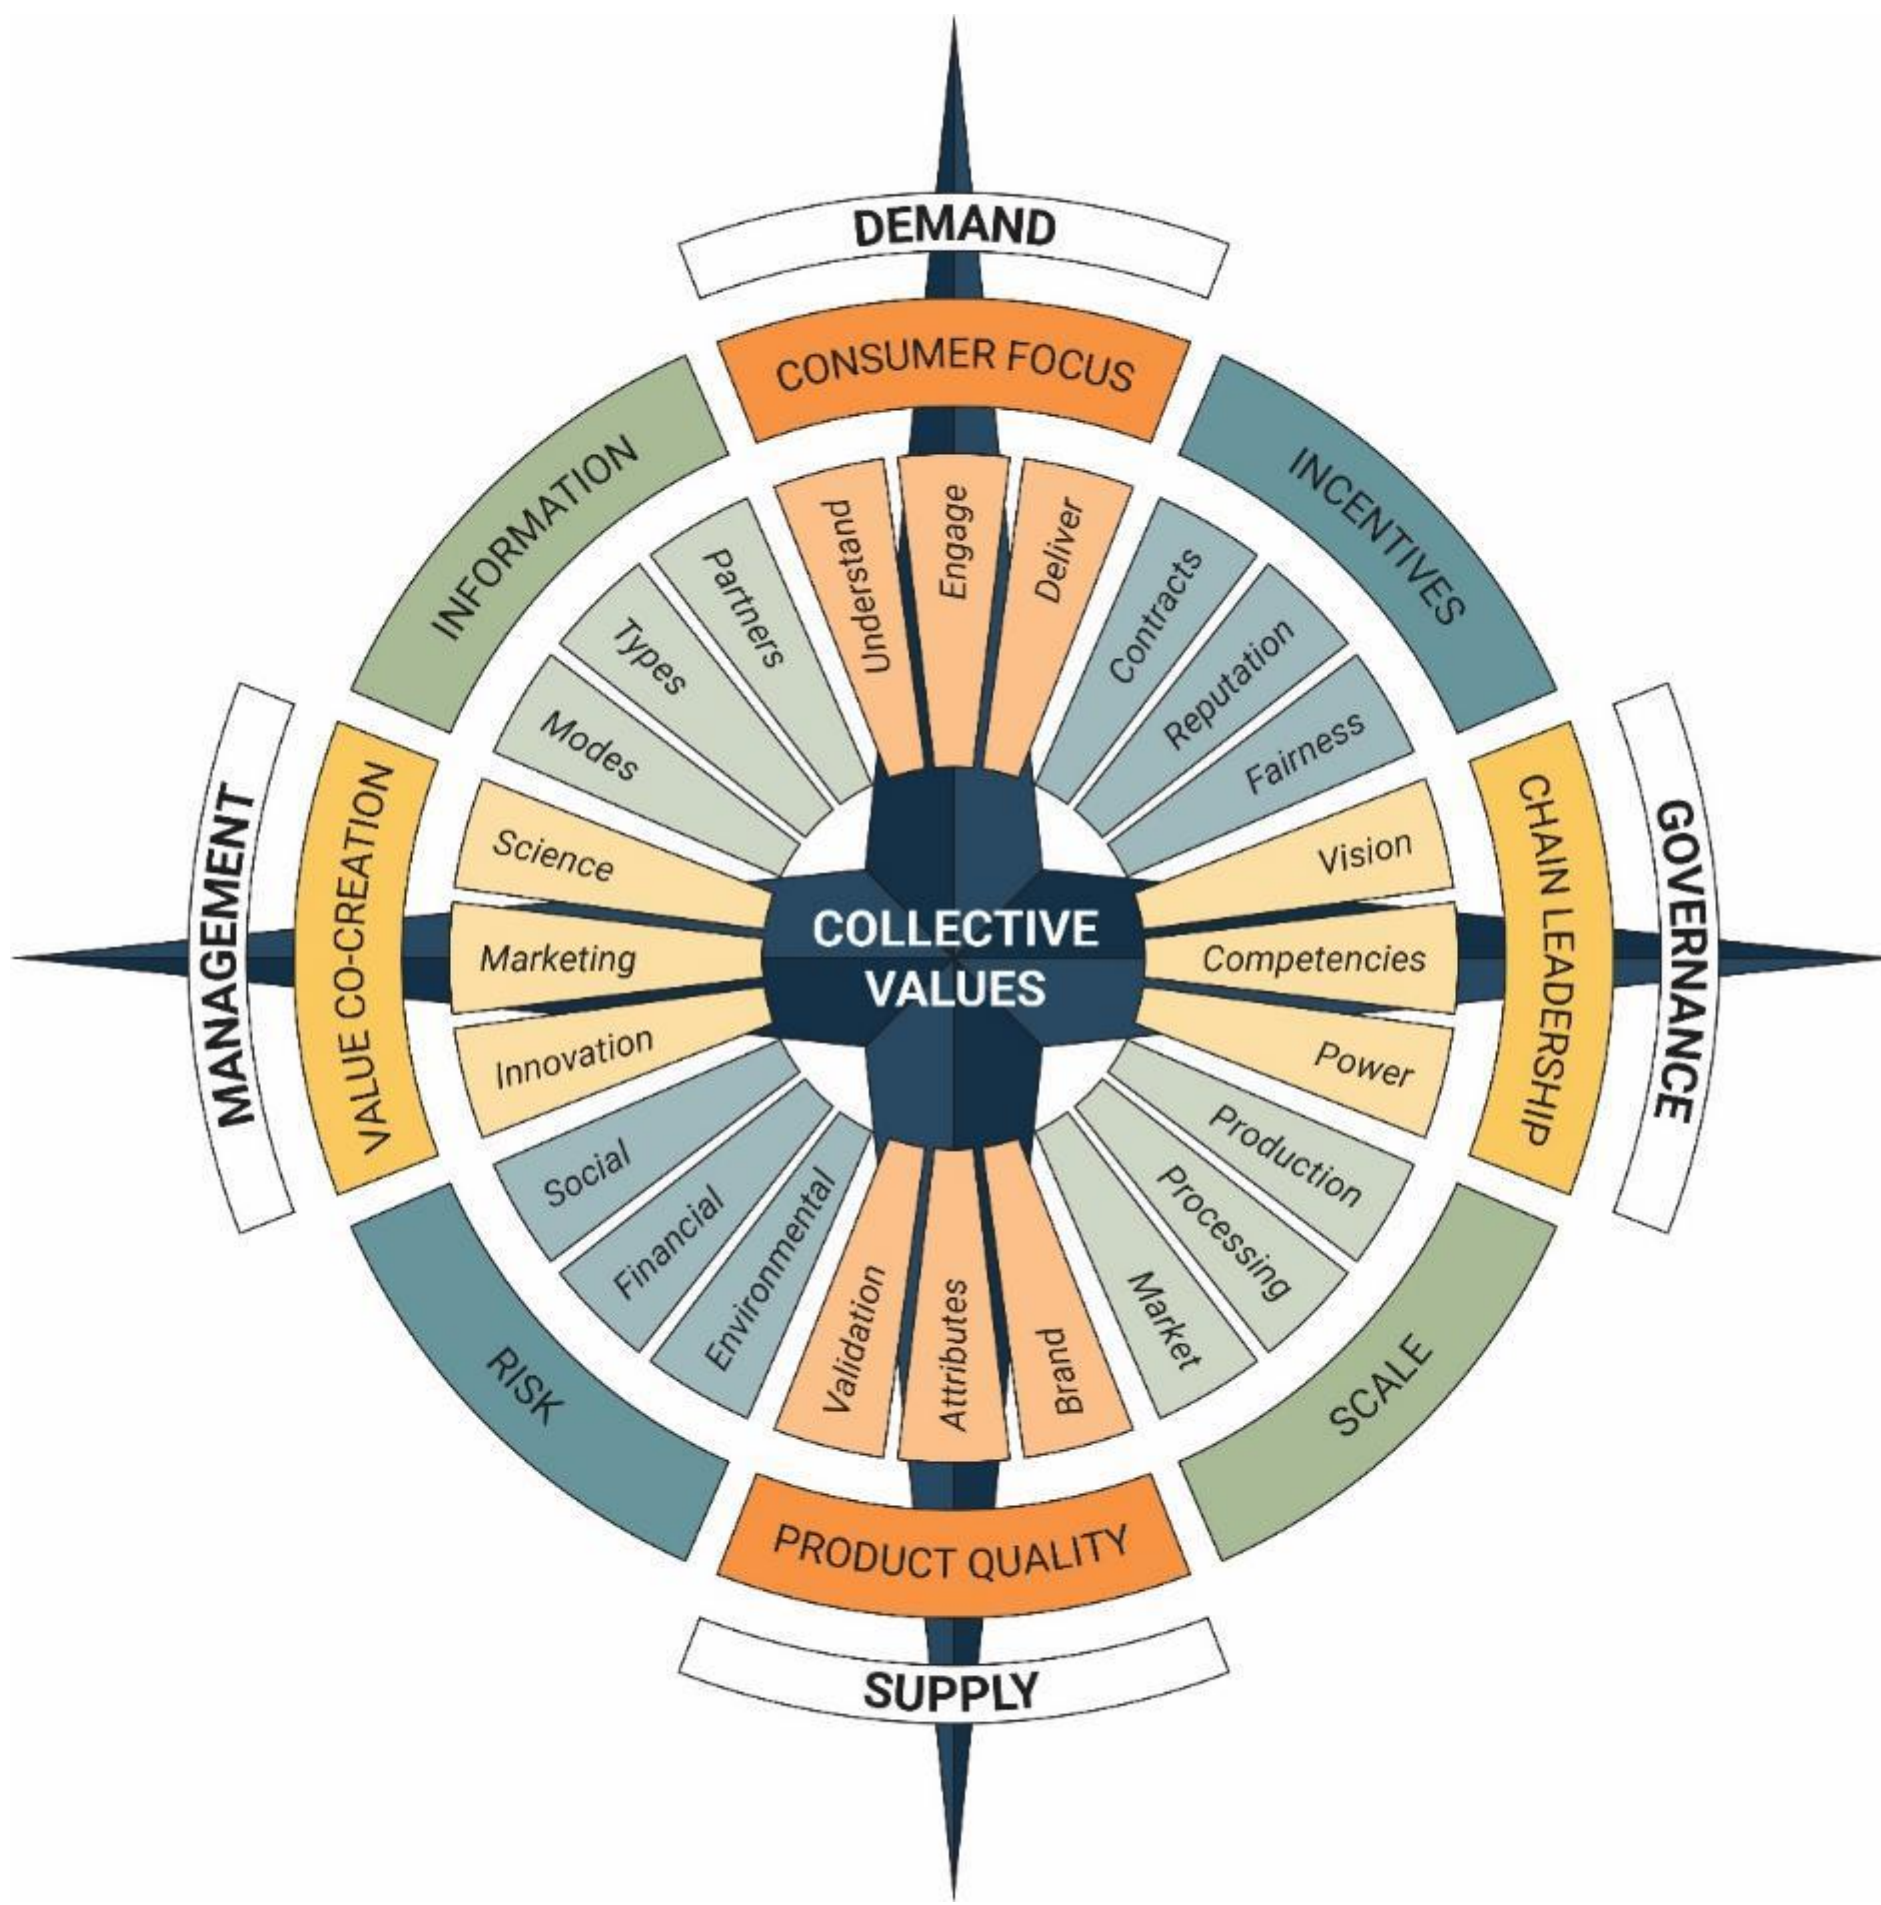 DEMAND
CONSUMER FOCUS
INFORMATION
INCENTIVES
Understand
Engage
Deliver
Partners
Types
Modes
Contracts
Reputation
Fairness
MANAGEMENT
VALUE CO-CREATION
Science
Marketing
Innovation
COLLECTIVE
VALUES
Vision
Competencies
Power
CHAIN LEADERSHIP
GOVERNANCE
Social
Financial
Environmental
Validation
Attributes
Brand
Market
Processing
Production
RISK
SCALE
PRODUCT QUALITY
SUPPLY